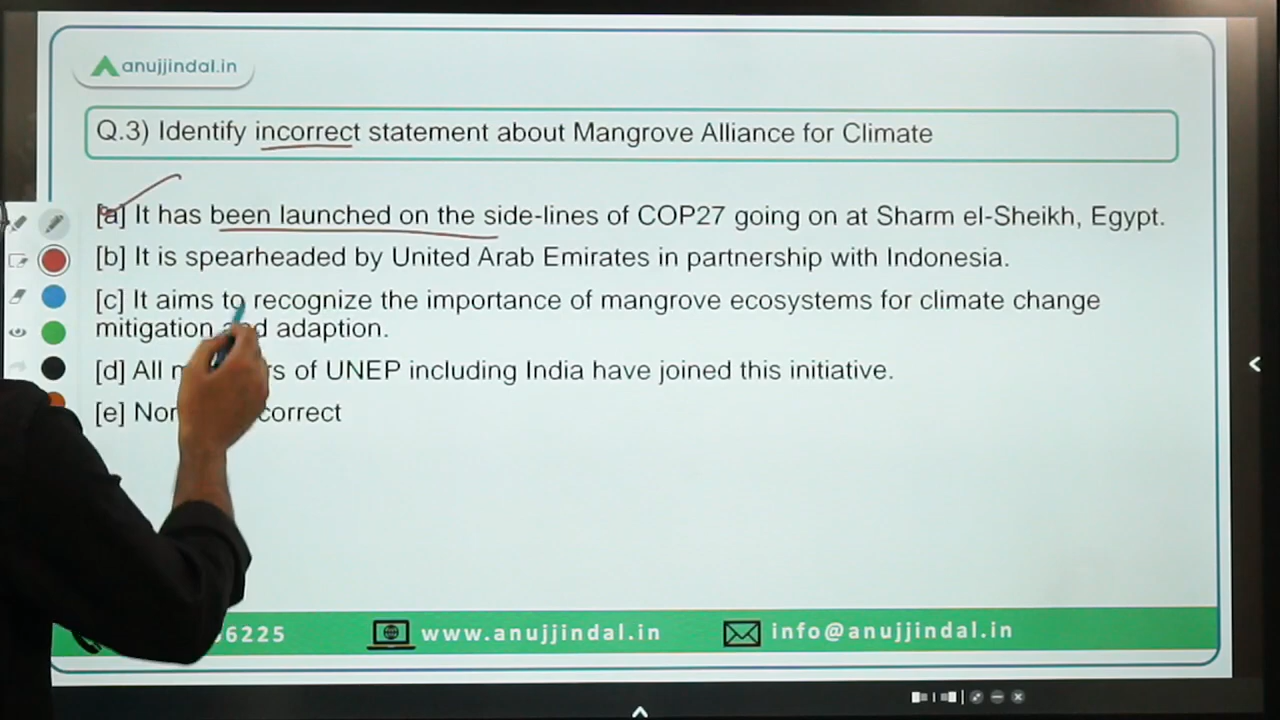 anujjindal.in
Q.3) Identify incorrect statement about Mangrove Alliance for Climate
[a] It has been launched on the side-lines of COP27 going on at Sharm el-Sheikh, Egypt.
[b] It is spearheaded by United Arab Emirates in partnership with Indonesia.
[c] It aims to recognize the importance of mangrove ecosystems for climate change
mitigation and adaption.
[d] All of UNEP including India have joined this initiative.
[e] correct
6225 www.anujjindal.in info@anujjindal.in